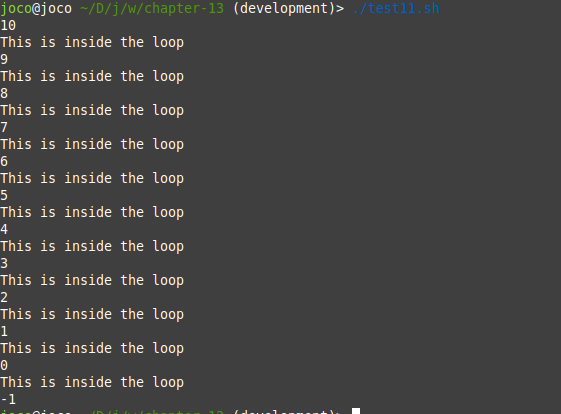 joco@joco ~/D/j/w/chapter-13 (development)> ./test11.sh
10
This is inside the loop
9
This is inside the loop
8
This is inside the loop
7
This is inside the loop
6
This is inside the loop
5
This is inside the loop
4
This is inside the loop
3
This is inside the loop
2
This is inside the loop
1
This is inside the loop
0
This is inside the loop
-1
joco@joco ~/D/j/w/chapter-13 (development)>